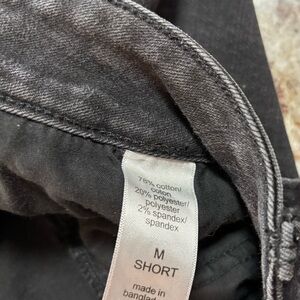 78% cotton/
coton
20% polyester/
polyester
2% spandex/
spandex
M
SHORT
made in